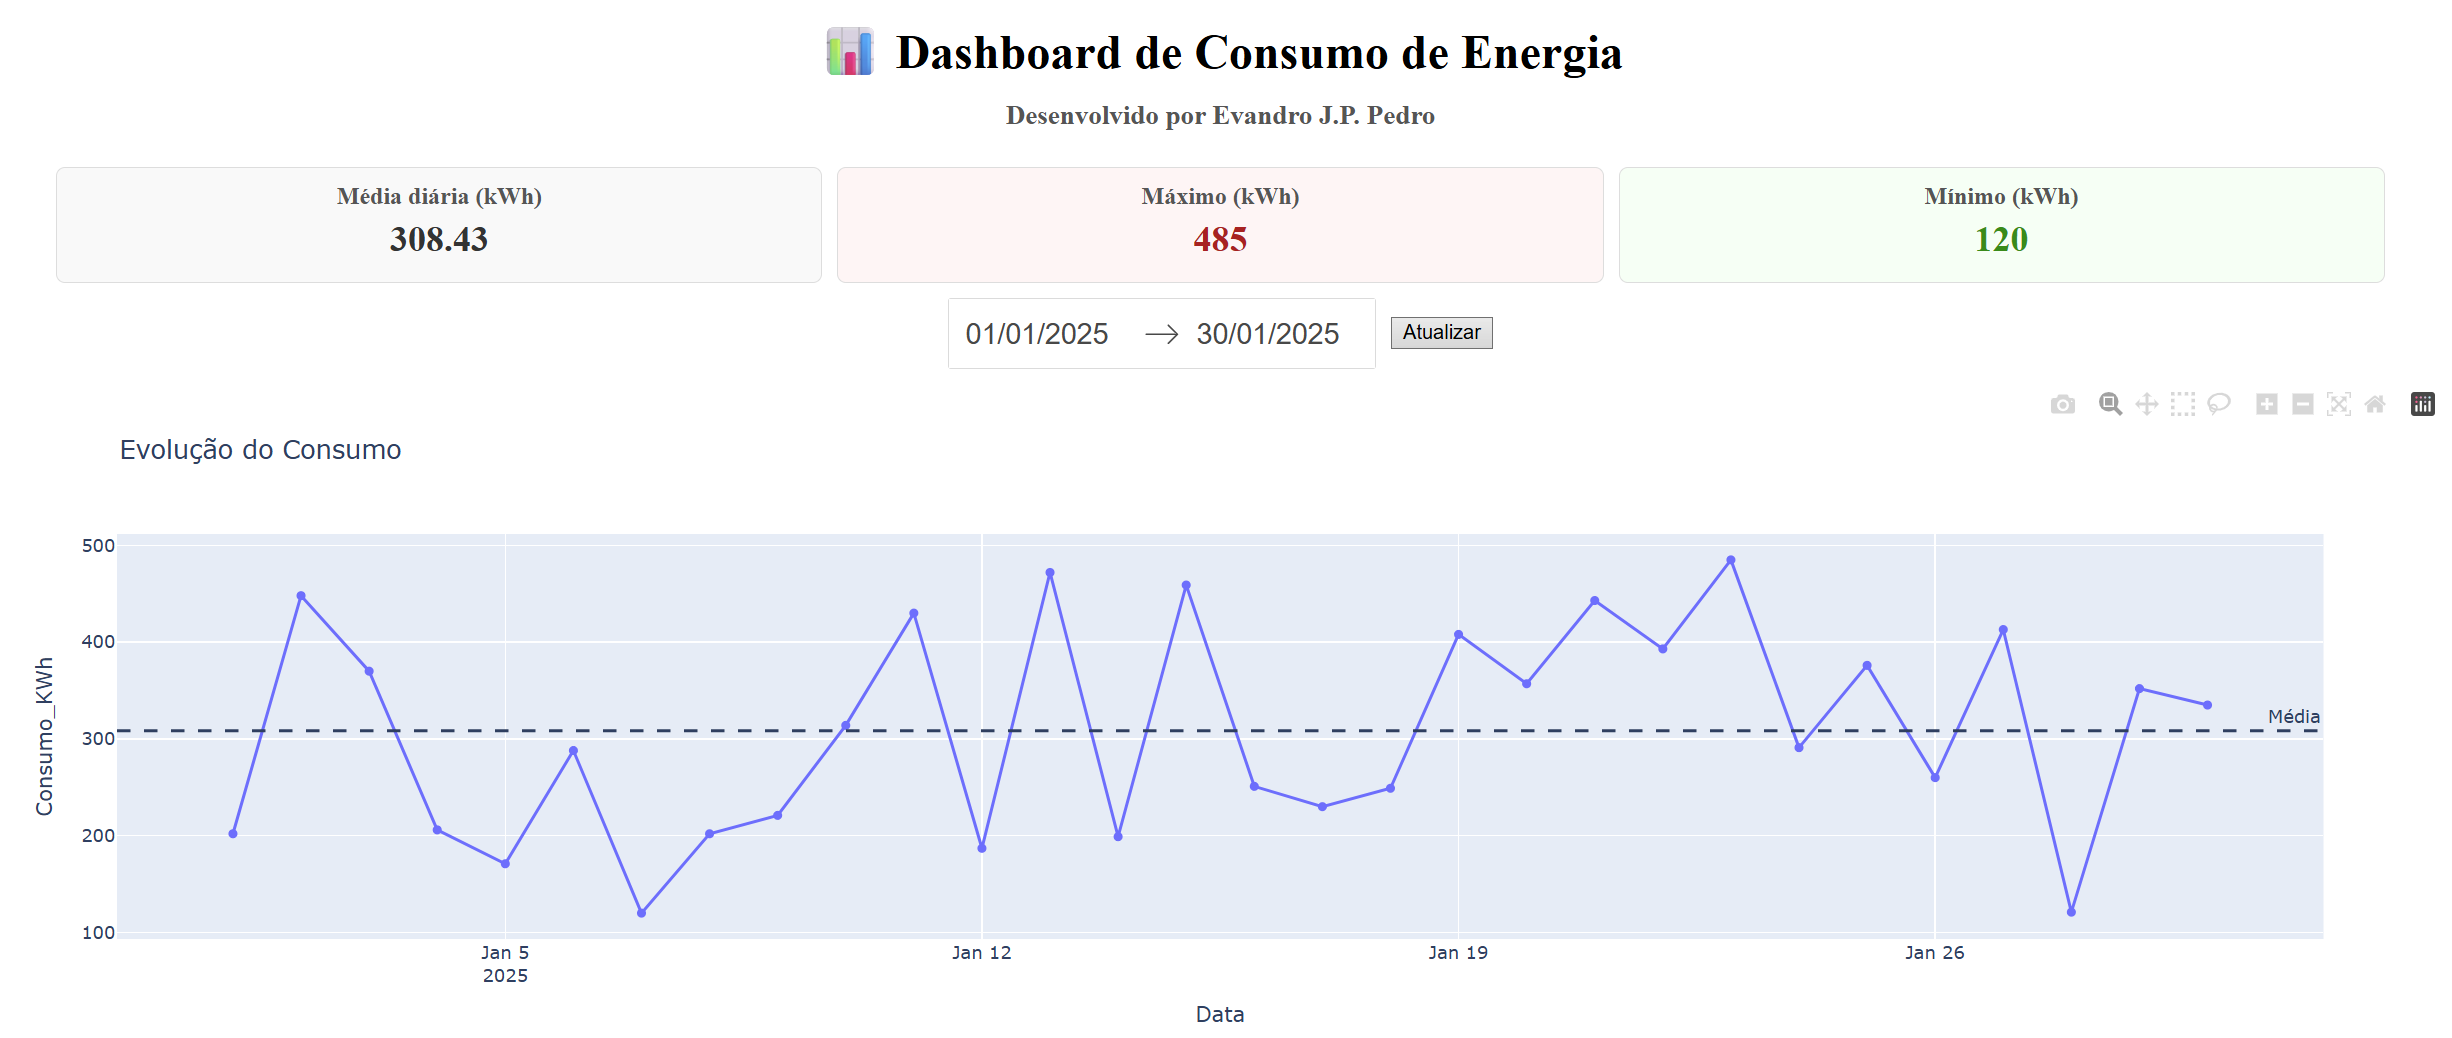 Dashboard de Consumo de Energia
Desenvolvido por Evandro J.P. Pedro
Média diária (kWh)
308.43
Máximo (kWh)
485
Mínimo (kWh)
120
01/01/2025 → 30/01/2025
Atualizar
Evolução do Consumo
500
400
300
200
100
Consumo_KWh
Média
Jan 5
2025
Jan 12
Jan 19
Jan 26
Data